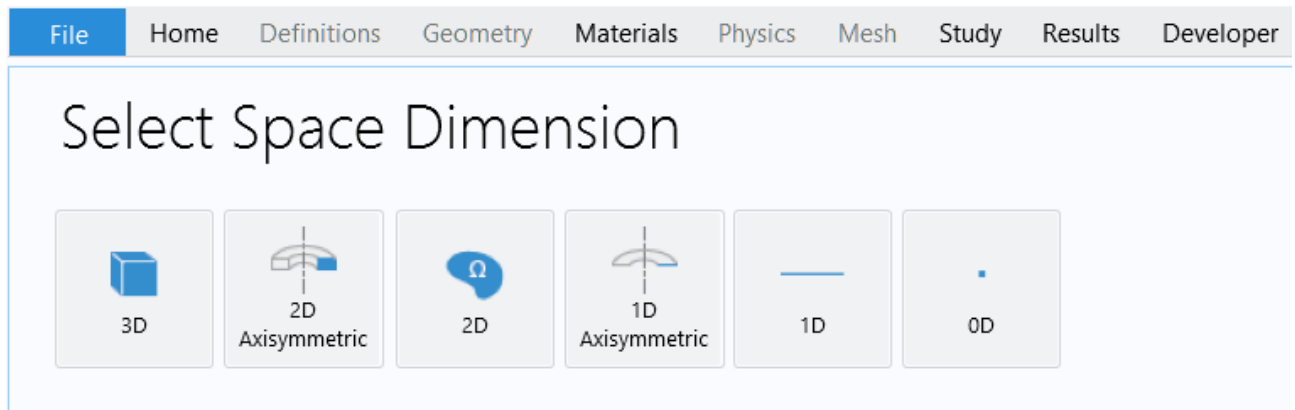 File Home Definitions Geometry Materials Physics Mesh Study Results Developer
Select Space Dimension
3D
2D
Axisymmetric
Ω
2D
1D
Axisymmetric
1D
0D